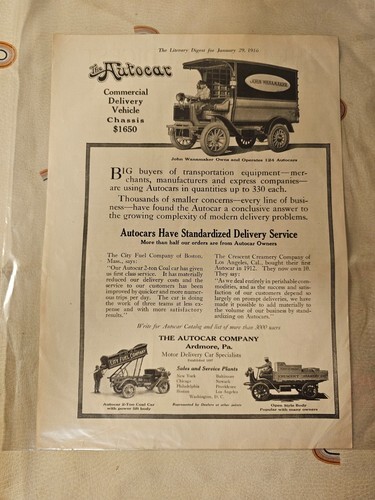 The Literary Digest for January 29, 1916
The Autocar
Commercial
Delivery
Vehicle
Chassis
$1650
JOHN WANAMAKER
John Wanamaker Owns and Operates 124 Autocars
BIG buyers of transportation equipment—mer-
chants, manufacturers and express companies—
are using Autocars in quantities up to 330 each.
Thousands of smaller concerns—every line of busi-
ness—have found the Autocar a conclusive answer to
the growing complexity of modern delivery problems.
Autocars Have Standardized Delivery Service
More than half our orders are from Autocar Owners
The City Fuel Company of Boston,
Mass., says:
"Our Autocar 2-ton Coal car has given
us first class service. It has materially
reduced our delivery costs and the
service to our customers has been
improved by quicker and more numer-
ous trips per day. The car is doing
the work of three teams at less
expense and with more satisfactory
results."
The Crescent Creamery Company of
Los Angeles, Cal., bought their first
Autocar in 1912. They now own 18.
They say:
"As we deal entirely in perishable com-
modities, and as the success and satis-
faction of our customers depend so
largely on prompt deliveries, we have
made it possible to add materially to
the volume of our business by stand-
ardizing on Autocars."
Write for Autocar Catalog and list of more than 3000 users
THE AUTOCAR COMPANY
Ardmore, Pa.
Motor Delivery Car Specialists
Established 1897
Sales and Service Plants
New York Baltimore
Chicago Newark
Philadelphia Providence
Boston Los Angeles
Washington, D. C.
Represented by dealers in other cities
CITY FUEL COMPANY
Autocar 2-Ton Coal Car
with power lift body
Open Style Body
Popular with many owners